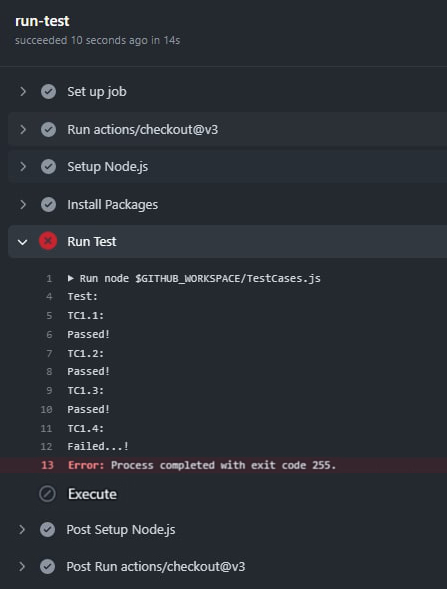 run-test
succeeded 10 seconds ago in 14s
Set up job
Run actions/checkout@v3
Setup Node.js
Install Packages
Run Test
1 Run node $GITHUB_WORKSPACE/TestCases.js
4 Test:
5 TC1.1:
6 Passed!
7 TC1.2:
8 Passed!
9 TC1.3:
10 Passed!
11 TC1.4:
12 Failed...!
13 Error: Process completed with exit code 255.
Execute
Post Setup Node.js
Post Run actions/checkout@v3